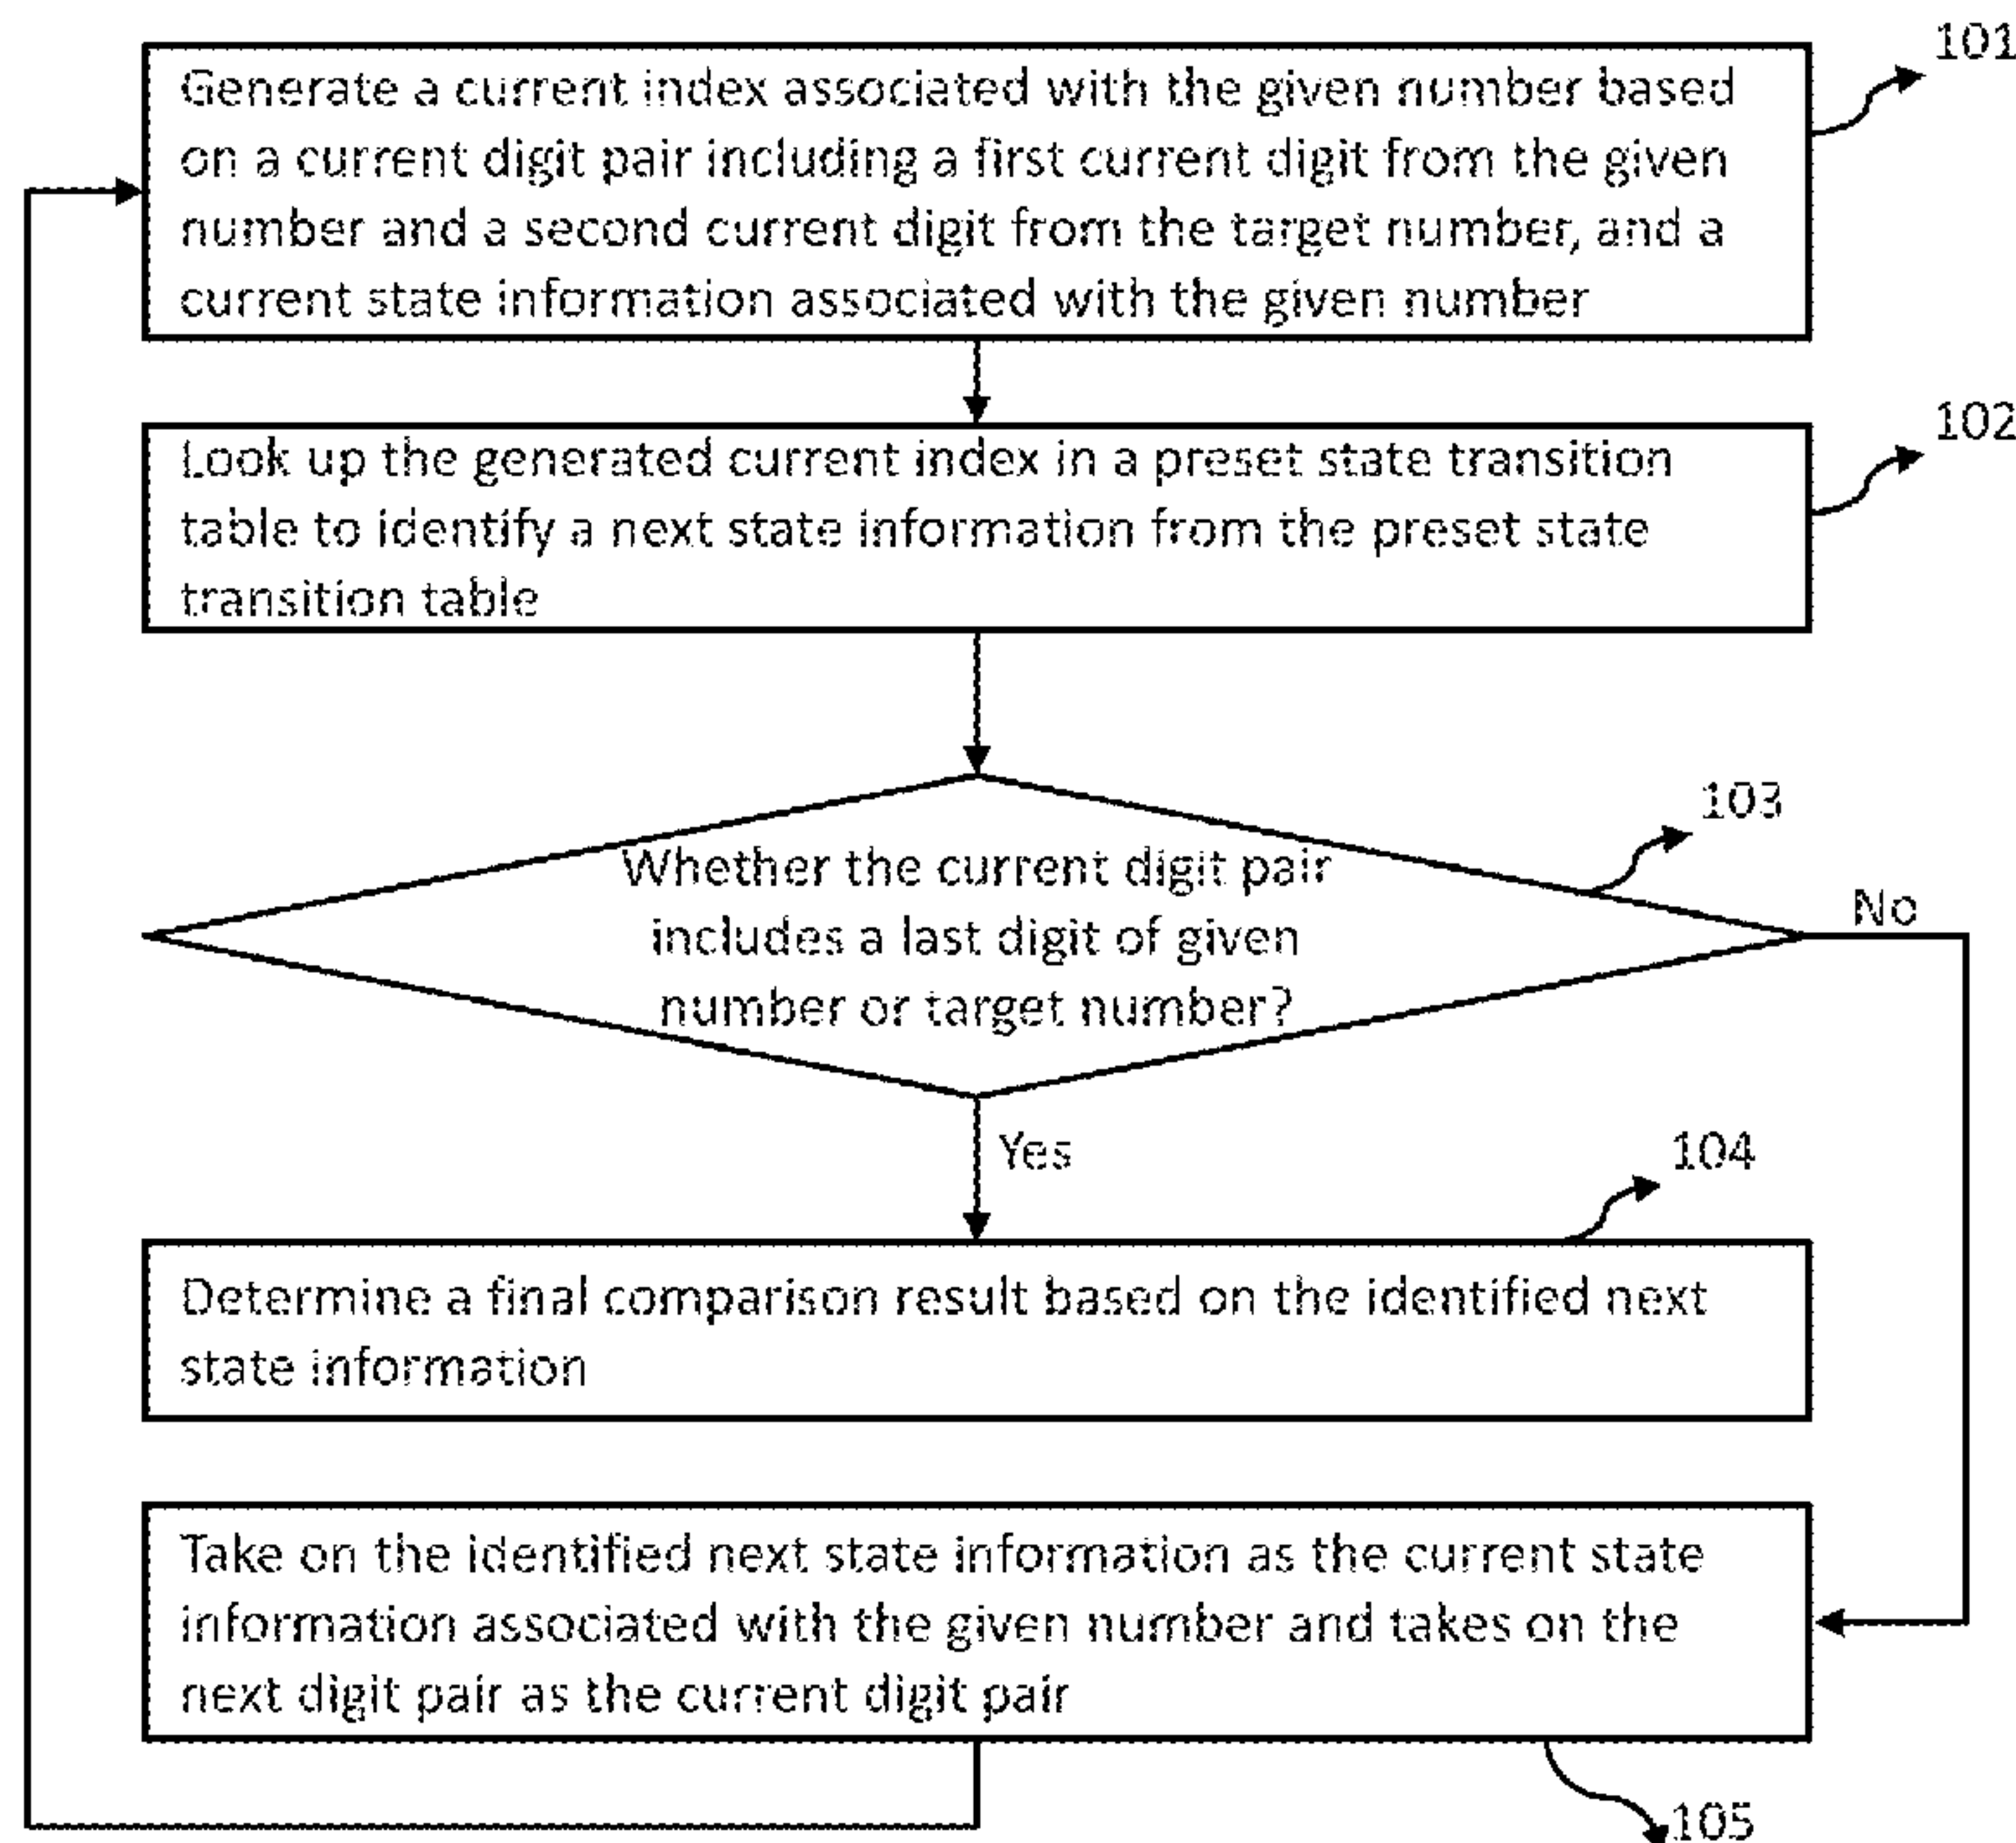 101
Generate a current index associated with the given number based
on a current digit pair including a first current digit from the given
number and a second current digit from the target number, and a
current state information associated with the given number
102
Look up the generated current index in a preset state transition
table to identify a next state information from the preset state
transition table
103
Whether the current digit pair
includes a last digit of given
number or target number?
No
Yes
104
Determine a final comparison result based on the identified next
state information
Take on the identified next state information as the current state
information associated with the given number and takes on the
next digit pair as the current digit pair
105